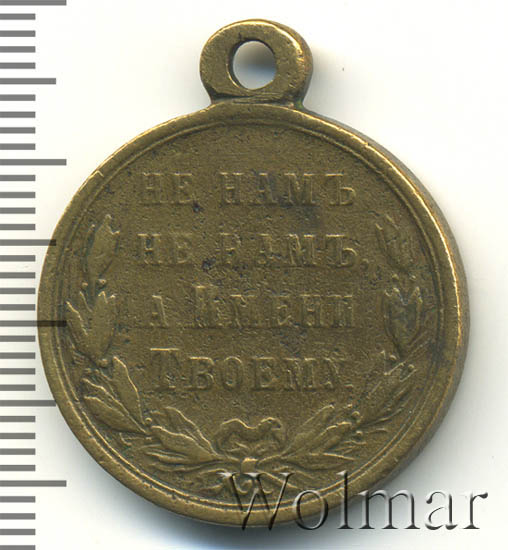 НЕ НАМЪ
НЕ НАМЪ,
А ИМЕНИ
ТВОЕМУ.
Wolmar